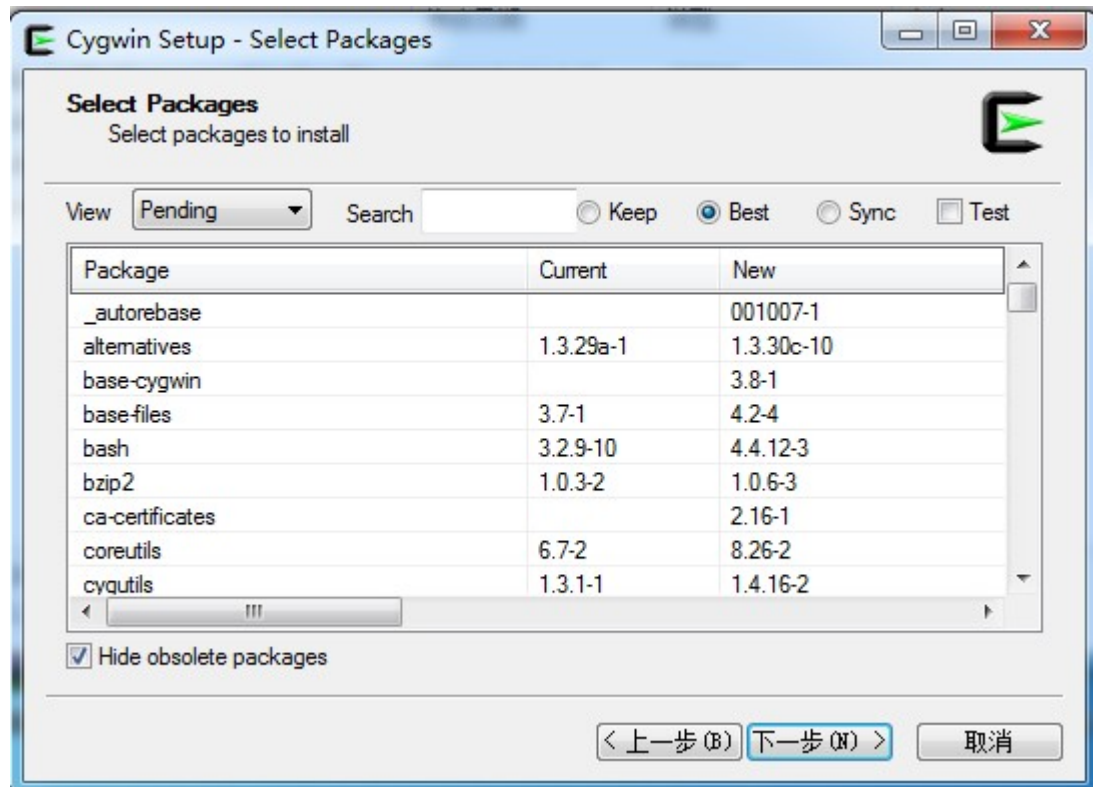 Cygwin Setup - Select Packages
Select Packages
Select packages to install
View Pending Search Keep Best Sync Test
Package Current New
_autorebase 001007-1
alternatives 1.3.29a-1 1.3.30c-10
base-cygwin 3.8-1
base-files 3.7-1 4.2-4
bash 3.2.9-10 4.4.12-3
bzip2 1.0.3-2 1.0.6-3
ca-certificates 2.16-1
coreutils 6.7-2 8.26-2
cygutils 1.3.1-1 1.4.16-2
Hide obsolete packages
< 上一步(B) 下一步(N) > 取消